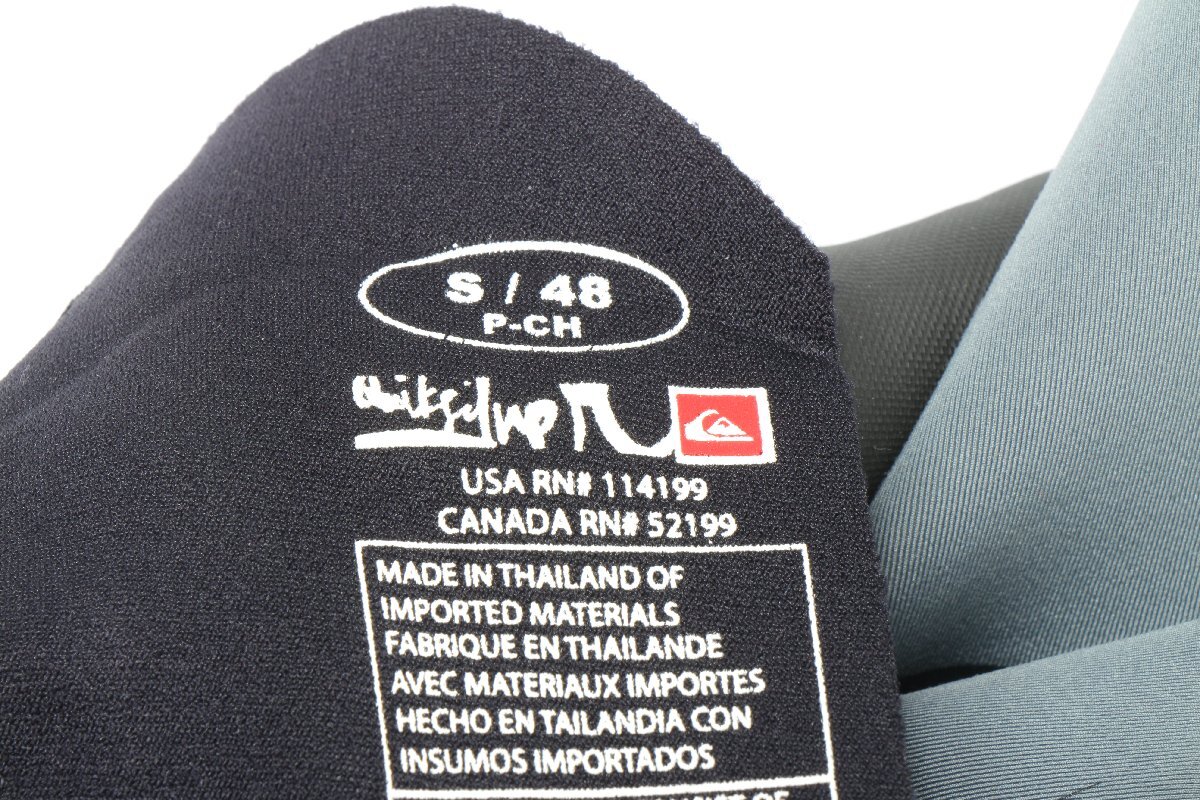 S / 48
P-CH
Quiksilver
USA RN# 114199
CANADA RN# 52199
MADE IN THAILAND OF
IMPORTED MATERIALS
FABRIQUE EN THAILANDE
AVEC MATERIAUX IMPORTES
HECHO EN TAILANDIA CON
INSUMOS IMPORTADOS